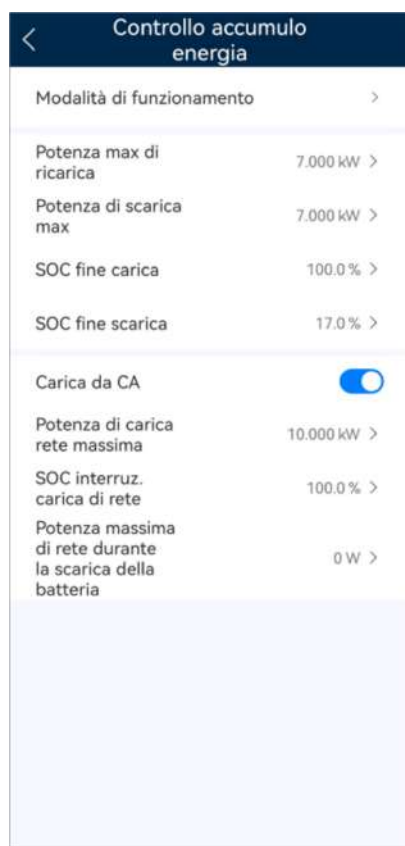 Controllo accumulo
energia
Modalità di funzionamento
Potenza max di
ricarica
7.000 kW
Potenza di scarica
max
7.000 kW
SOC fine carica
100.0 %
SOC fine scarica
17.0 %
Carica da CA
Potenza di carica
rete massima
10.000 kW
SOC interruz.
carica di rete
100.0 %
Potenza massima
di rete durante
la scarica della
batteria
0 W